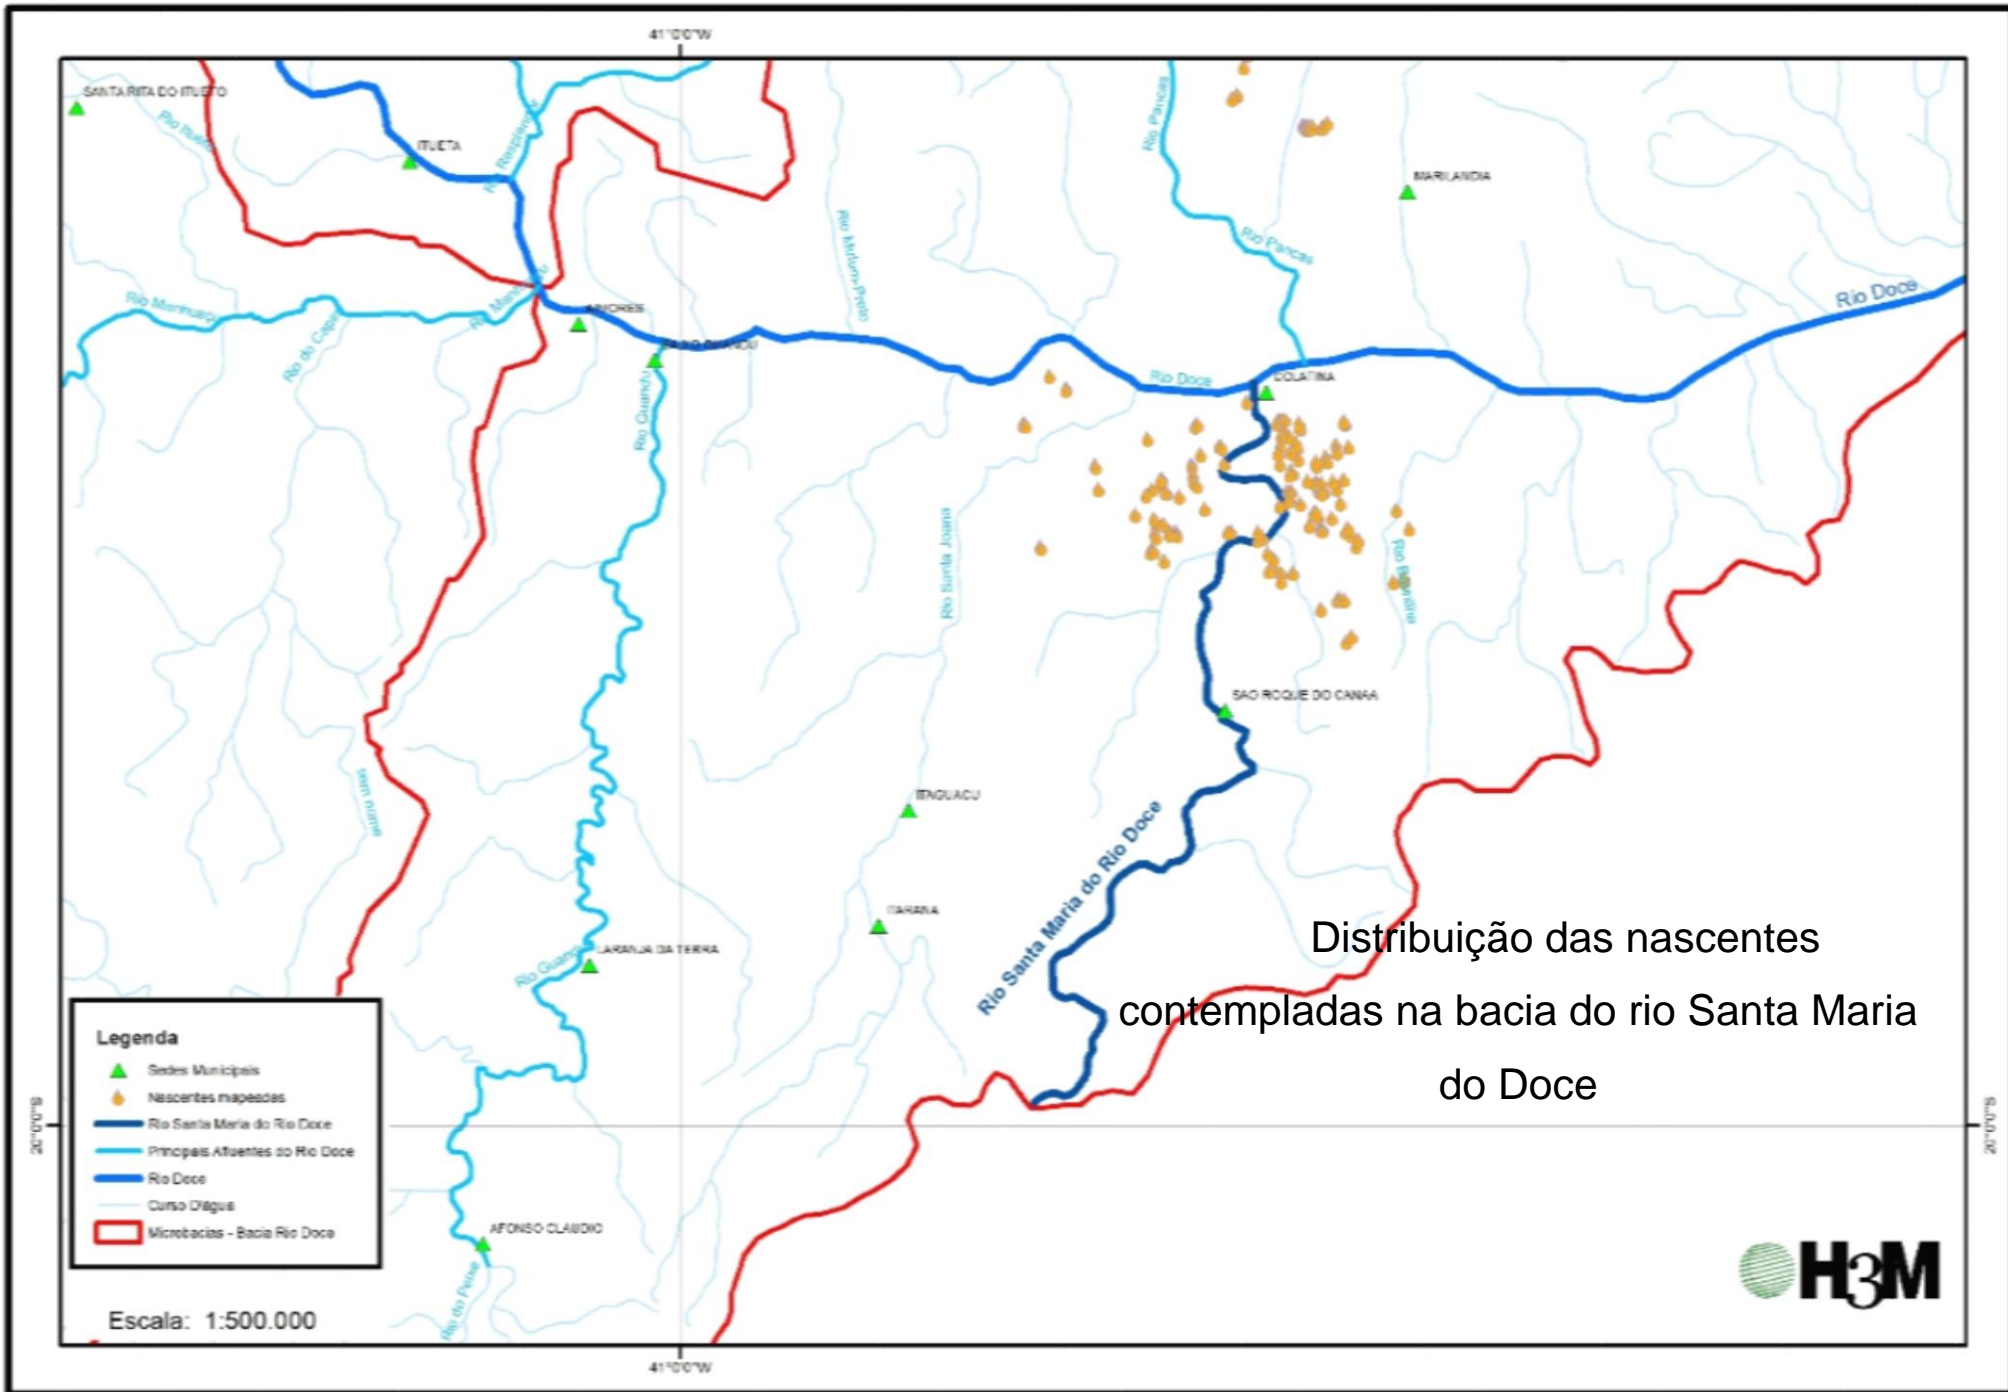 41°0'0"W
SANTA RITA DO ITUETO
Rio Itueto
ITUETA
Rio Pancas
MARILANDIA
Rio Mutum-Preto
Rio Pancas
Rio Doce
Rio Manhuaçu
Rio do Capim
AIMORES
BAIXO GUANDU
Rio Guandu
Rio Doce
COLATINA
Rio Santa Joana
SAO ROQUE DO CANAA
sem nome
ITAGUACU
Rio Santa Maria do Rio Doce
ITARANA
LARANJA DA TERRA
Distribuição das nascentes
contempladas na bacia do rio Santa Maria
do Doce
Legenda
Sedes Municipais
Nascentes mapeadas
Rio Santa Maria do Rio Doce
Principais Afluentes do Rio Doce
Rio Doce
Curso D'água
Microbacias - Bacia Rio Doce
20°0'0"S
20°0'0"S
AFONSO CLAUDIO
Rio do Peixe
Escala: 1:500.000
H3M
41°0'0"W